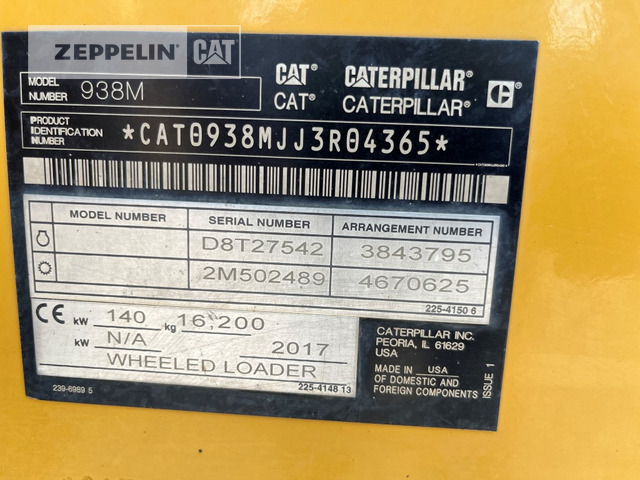 ZEPPELIN CAT
MODEL NUMBER 938M
CAT® CATERPILLAR®
CAT® CATERPILLAR®
C
PRODUCT IDENTIFICATION NUMBER *CAT0938MJJ3R04365*
MODEL NUMBER SERIAL NUMBER ARRANGEMENT NUMBER
D8T27542 3843795
2M502489 4670625
225-4150 6
CE kW 140 kg 16,200
kW N/A 2017
WHEELED LOADER
239-6989 5 225-4148 13
CATERPILLAR INC.
PEORIA, IL 61629
USA
MADE IN USA
OF DOMESTIC AND
FOREIGN COMPONENTS
ISSUE 1